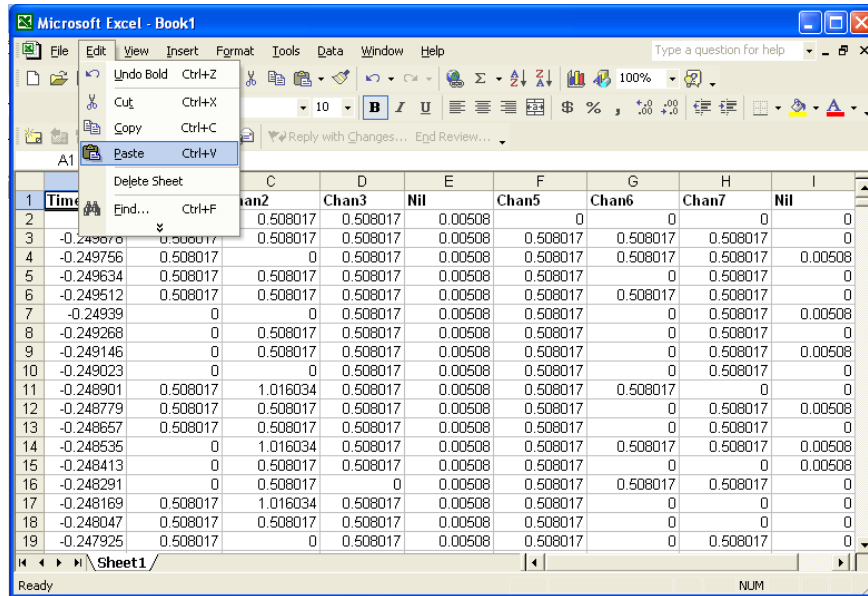 Microsoft Excel - Book1
File Edit View Insert Format Tools Data Window Help Type a question for help
Undo Bold Ctrl+Z
100%
Cut Ctrl+X
10 B I U $ % , .00 .00
Copy Ctrl+C
Reply with Changes... End Review...
A1
Paste Ctrl+V
Delete Sheet
Find... Ctrl+F
C D E F G H I
1 Time Chan3 Nil Chan5 Chan6 Chan7 Nil
2 0.508017 0.508017 0.00508 0 0 0 0
3 -0.249878 0.508017 0.508017 0.508017 0.00508 0.508017 0.508017 0.508017 0
4 -0.249756 0.508017 0 0.508017 0.00508 0.508017 0.508017 0.508017 0.00508
5 -0.249634 0.508017 0.508017 0.508017 0.00508 0.508017 0 0.508017 0
6 -0.249512 0.508017 0.508017 0.508017 0.00508 0.508017 0.508017 0.508017 0
7 -0.24939 0 0 0.508017 0.00508 0.508017 0 0.508017 0.00508
8 -0.249268 0 0.508017 0.508017 0.00508 0.508017 0 0.508017 0
9 -0.249146 0 0.508017 0.508017 0.00508 0.508017 0 0.508017 0.00508
10 -0.249023 0 0 0.508017 0.00508 0.508017 0 0.508017 0
11 -0.248901 0.508017 1.016034 0.508017 0.00508 0.508017 0.508017 0 0
12 -0.248779 0.508017 0.508017 0.508017 0.00508 0.508017 0 0.508017 0.00508
13 -0.248657 0.508017 0.508017 0.508017 0.00508 0.508017 0 0.508017 0
14 -0.248535 0 1.016034 0.508017 0.00508 0.508017 0.508017 0.508017 0.00508
15 -0.248413 0 0.508017 0.508017 0.00508 0.508017 0 0 0.00508
16 -0.248291 0 0.508017 0 0.00508 0.508017 0.508017 0.508017 0
17 -0.248169 0.508017 1.016034 0.508017 0.00508 0.508017 0 0 0
18 -0.248047 0.508017 0.508017 0.508017 0.00508 0.508017 0 0 0
19 -0.247925 0.508017 0 0.508017 0.00508 0.508017 0 0.508017 0
Sheet1
Ready NUM